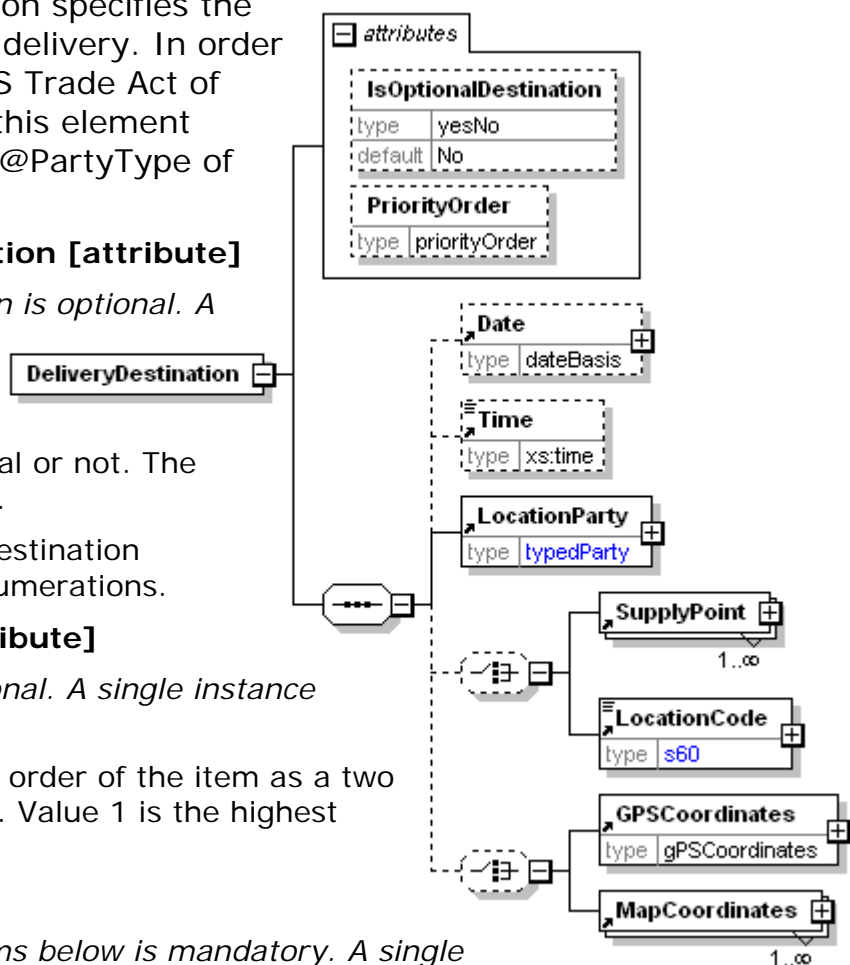 on specifies the
delivery. In order
S Trade Act of
this element
@PartyType of
tion [attribute]
n is optional. A
al or not. The
.
estination
umerations.
ribute]
onal. A single instance
order of the item as a two
. Value 1 is the highest
ms below is mandatory. A single
attributes
IsOptionalDestination
type yesNo
default No
PriorityOrder
type priorityOrder
DeliveryDestination
Date
type dateBasis
Time
type xs:time
LocationParty
type typedParty
SupplyPoint
1..∞
LocationCode
type s60
GPSCoordinates
type gPSCoordinates
MapCoordinates
1..∞